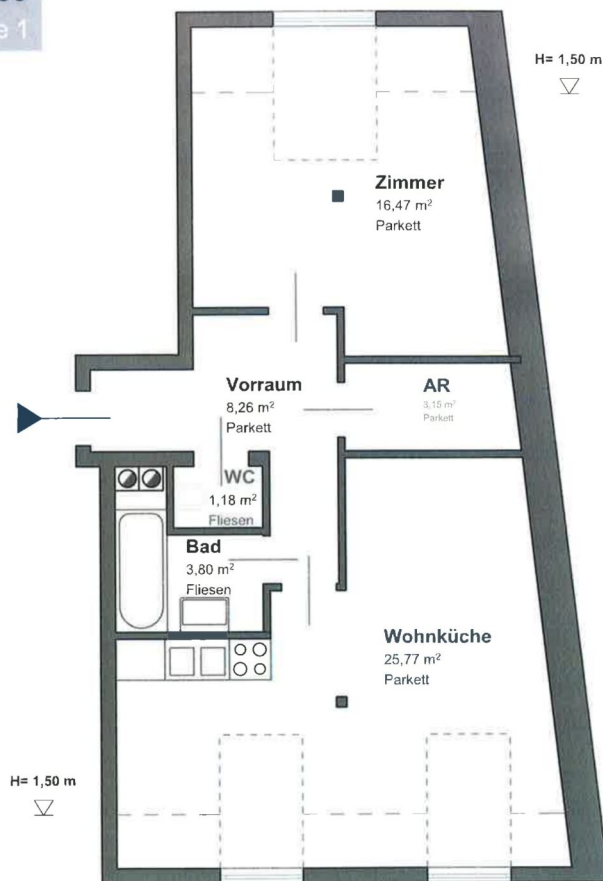 e 1
H= 1,50 m
Zimmer
16,47 m²
Parkett
Vorraum
8,26 m²
Parkett
AR
3,15 m²
Parkett
WC
1,18 m²
Fliesen
Bad
3,80 m²
Fliesen
Wohnküche
25,77 m²
Parkett
H= 1,50 m